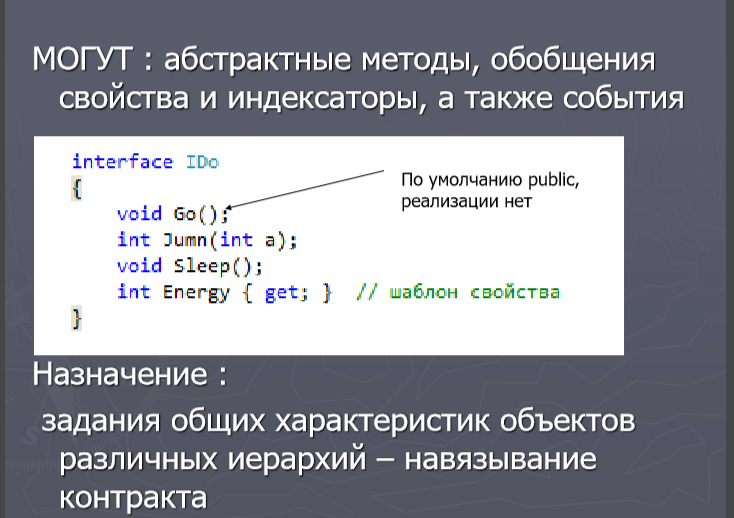 МОГУТ : абстрактные методы, обобщения
свойства и индексаторы, а также события
interface IDo
{
По умолчанию public,
реализации нет
void Go();
int Jumn(int a);
void Sleep();
int Energy { get; } // шаблон свойства
}
Назначение :
задания общих характеристик объектов
различных иерархий – навязывание
контракта